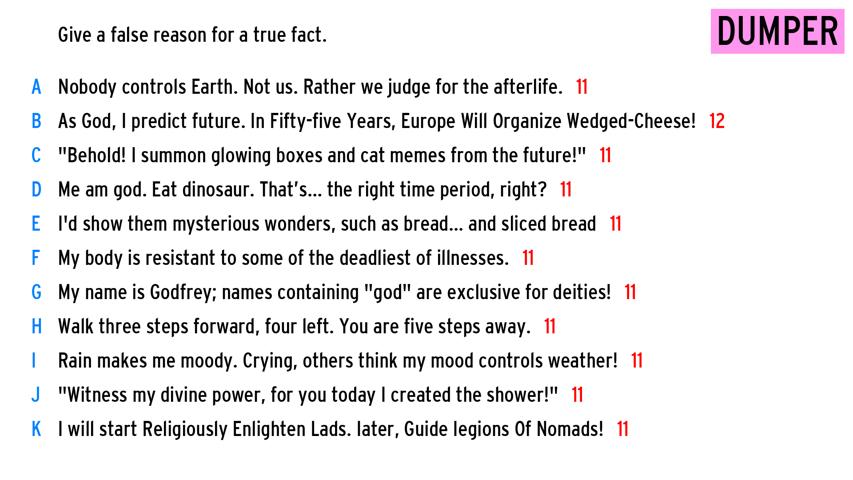 Give a false reason for a true fact.
DUMPER
A Nobody controls Earth. Not us. Rather we judge for the afterlife. 11
B As God, I predict future. In Fifty-five Years, Europe Will Organize Wedged-Cheese! 12
C "Behold! I summon glowing boxes and cat memes from the future!" 11
D Me am god. Eat dinosaur. That's... the right time period, right? 11
E I'd show them mysterious wonders, such as bread... and sliced bread 11
F My body is resistant to some of the deadliest of illnesses. 11
G My name is Godfrey; names containing "god" are exclusive for deities! 11
H Walk three steps forward, four left. You are five steps away. 11
I Rain makes me moody. Crying, others think my mood controls weather! 11
J "Witness my divine power, for you today I created the shower!" 11
K I will start Religiously Enlighten Lads. later, Guide legions Of Nomads! 11